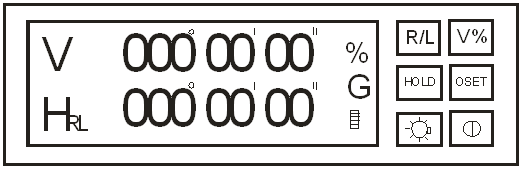 V 000° 00' 00" %
G
HRL 000° 00' 00"
R/L V%
HOLD OSET